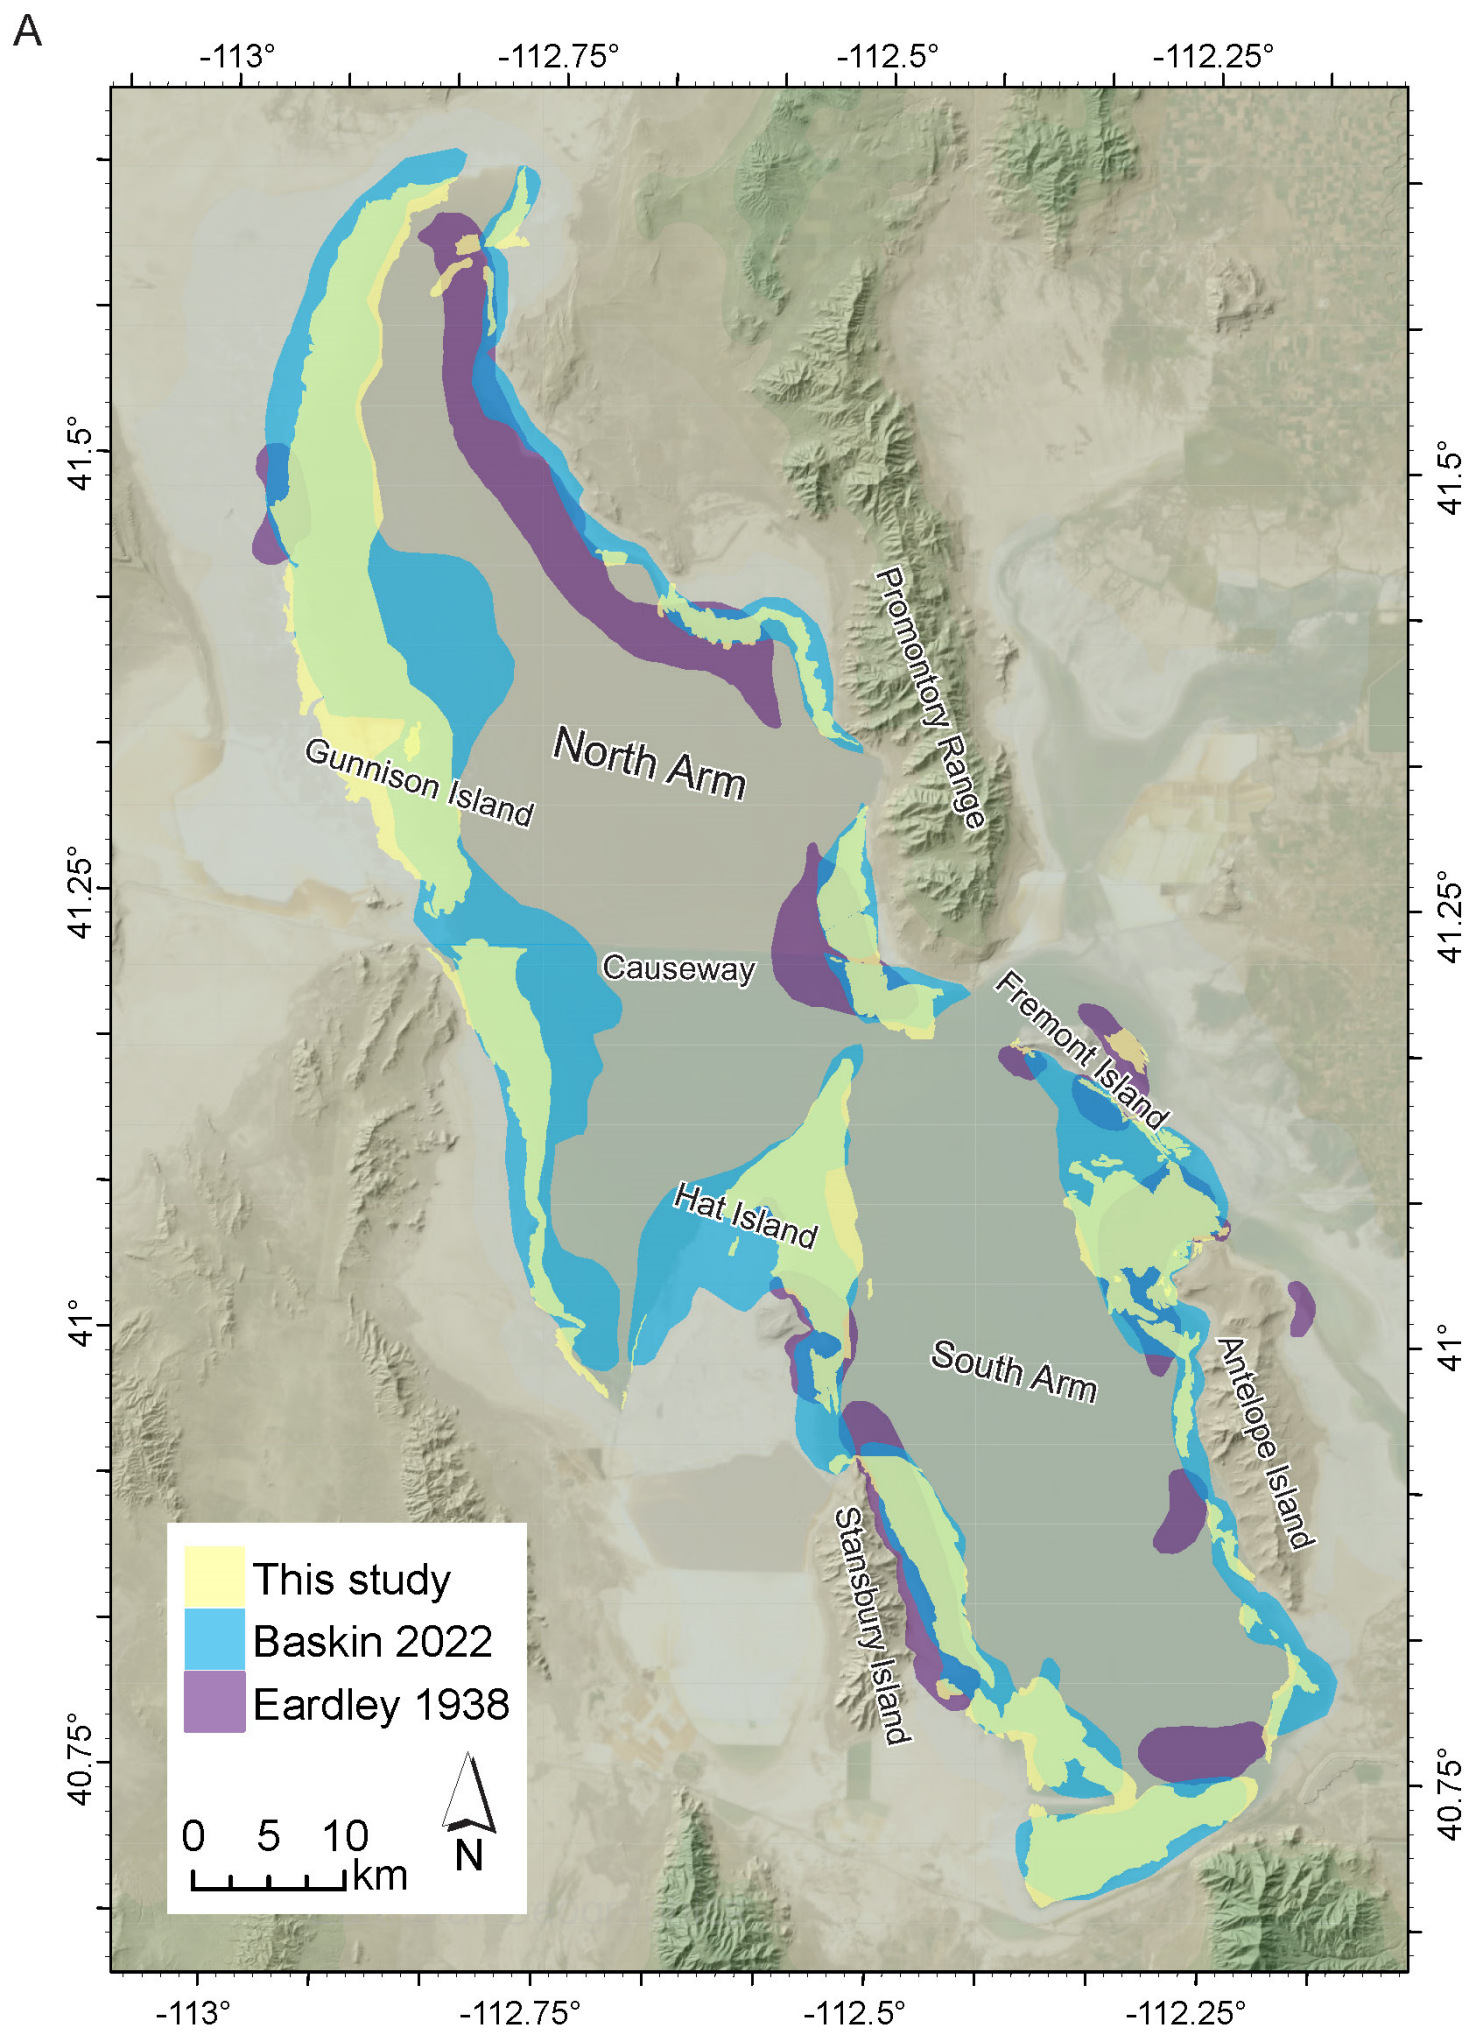 A
-113°
-112.75°
-112.5°
-112.25°
41.5°
41.5°
Promontory Range
North Arm
Gunnison Island
41.25°
41.25°
Causeway
Fremont Island
Hat Island
41°
41°
South Arm
Antelope Island
Stansbury Island
This study
Baskin 2022
Eardley 1938
40.75°
40.75°
0 5 10
km
N
-113°
-112.75°
-112.5°
-112.25°